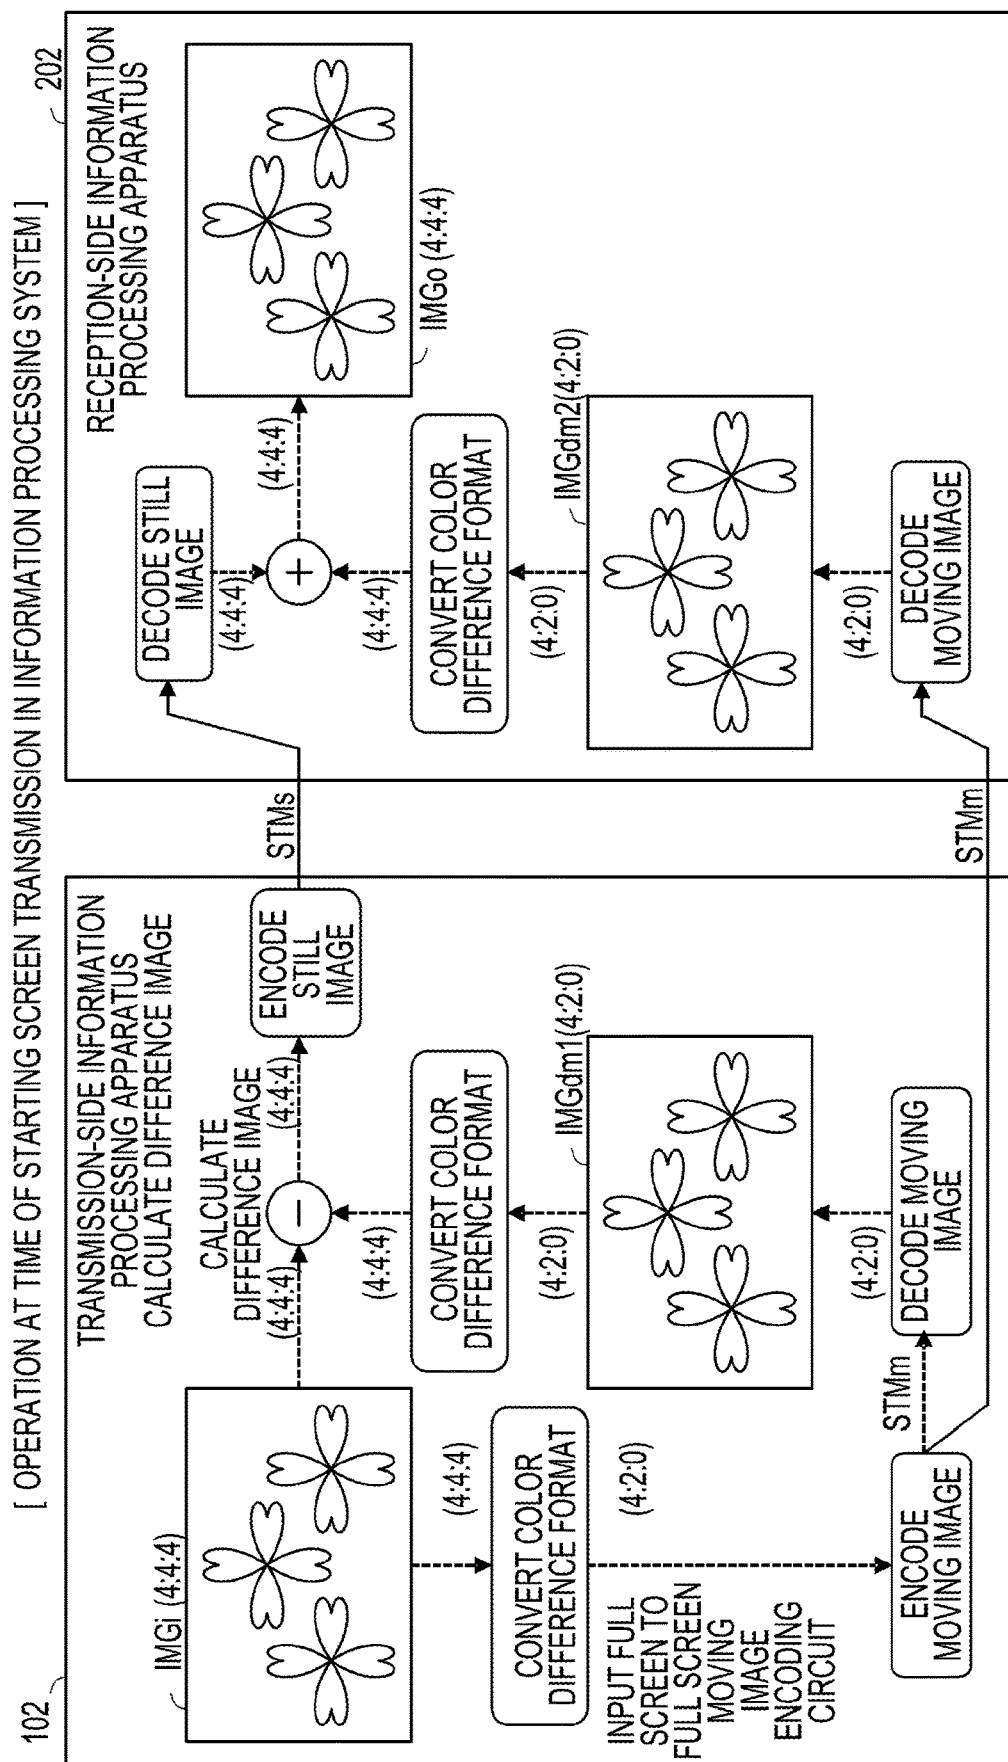 [ OPERATION AT TIME OF STARTING SCREEN TRANSMISSION IN INFORMATION PROCESSING SYSTEM ]
102
TRANSMISSION-SIDE INFORMATION
PROCESSING APPARATUS
CALCULATE DIFFERENCE IMAGE
IMGi (4:4:4)
(4:4:4)
CALCULATE
DIFFERENCE IMAGE
−
(4:4:4)
ENCODE
STILL
IMAGE
STMs
(4:4:4)
CONVERT COLOR
DIFFERENCE FORMAT
(4:2:0)
INPUT FULL
SCREEN TO
FULL SCREEN
MOVING
IMAGE
ENCODING
CIRCUIT
ENCODE
MOVING IMAGE
STMm
DECODE MOVING
IMAGE
(4:2:0)
IMGdm1(4:2:0)
(4:2:0)
CONVERT COLOR
DIFFERENCE FORMAT
(4:4:4)
STMm
202
RECEPTION-SIDE INFORMATION
PROCESSING APPARATUS
DECODE STILL
IMAGE
(4:4:4)
+
(4:4:4)
IMGo (4:4:4)
(4:4:4)
CONVERT COLOR
DIFFERENCE FORMAT
(4:2:0)
IMGdm2(4:2:0)
(4:2:0)
DECODE
MOVING IMAGE